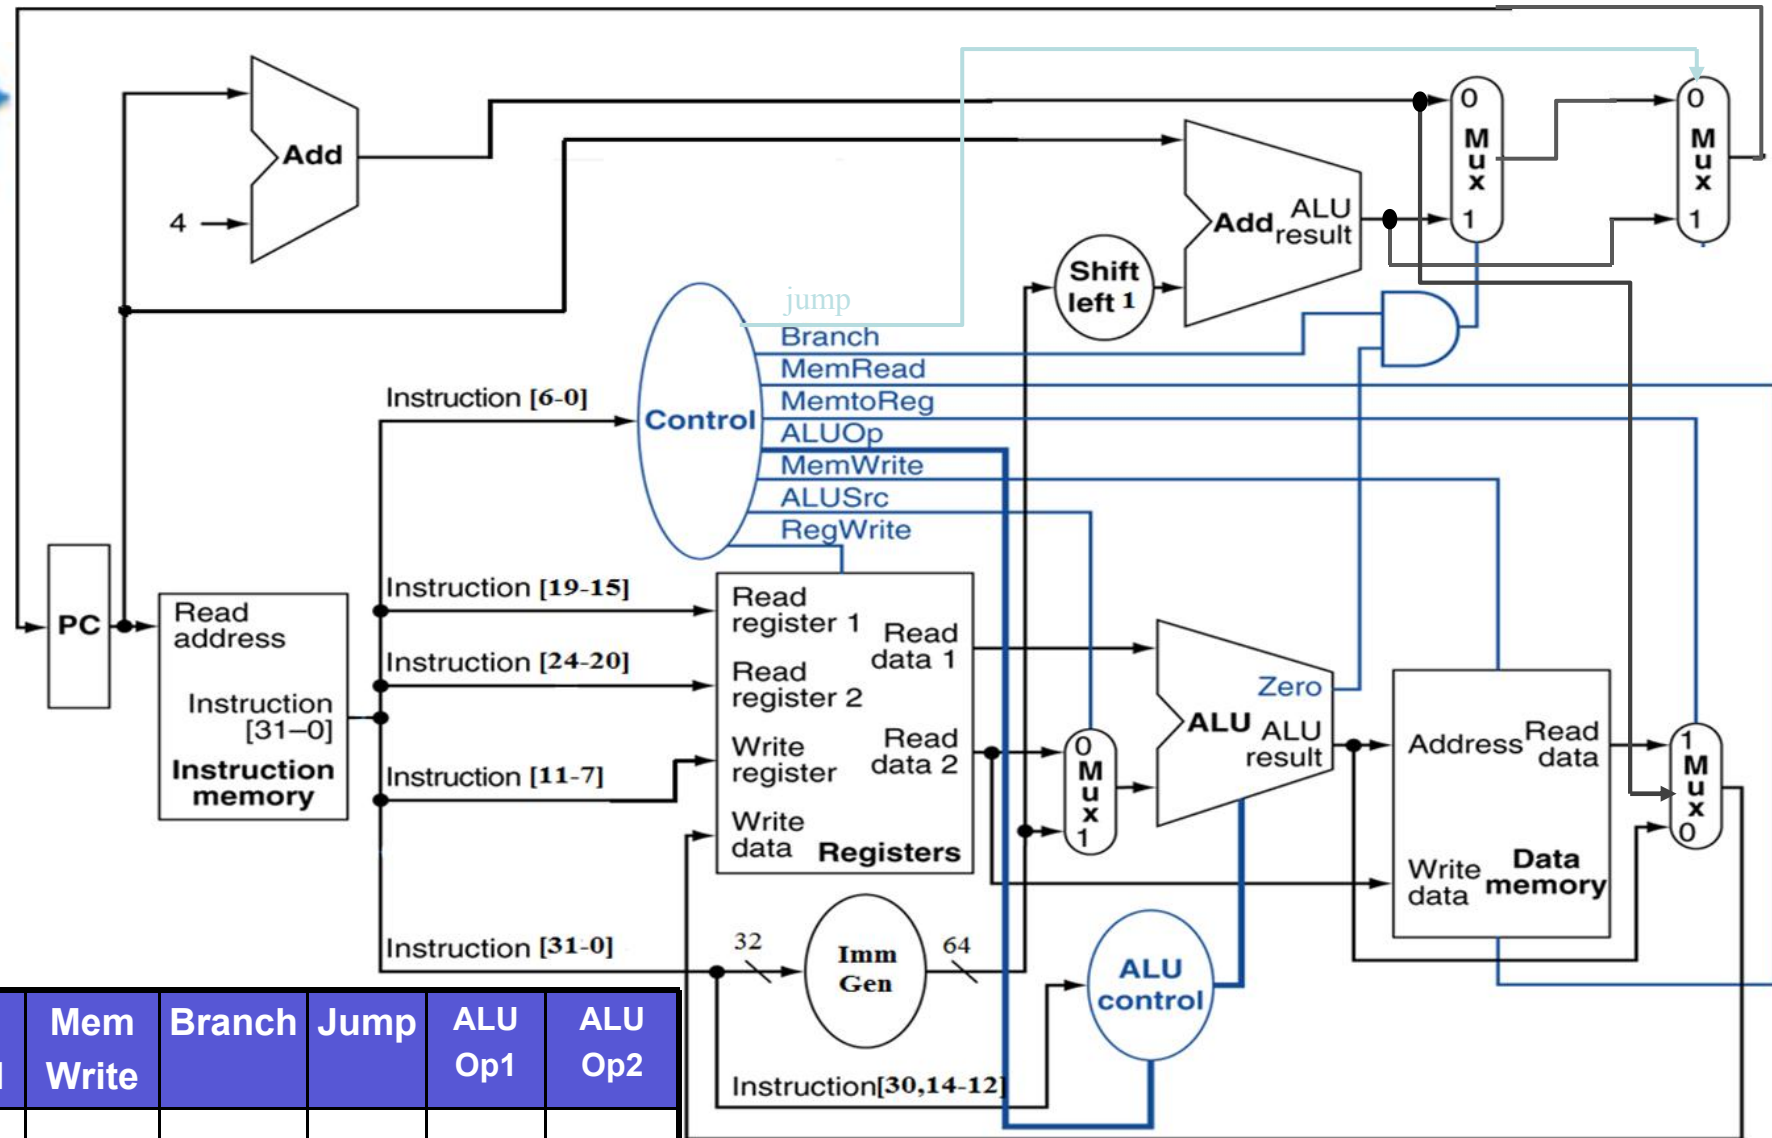 Add
4
0
M
u
x
1
0
M
u
x
1
Add
ALU
result
Shift
left 1
jump
Branch
MemRead
MemtoReg
ALUOp
MemWrite
ALUSrc
RegWrite
Control
Instruction [6-0]
PC
Read
address
Instruction
[31–0]
Instruction
memory
Instruction [19-15]
Instruction [24-20]
Instruction [11-7]
Instruction [31-0]
Read
register 1
Read
register 2
Write
register
Write
data
Read
data 1
Read
data 2
Registers
0
M
u
x
1
Zero
ALU
ALU
result
Address
Read
data
Write
data
Data
memory
1
M
u
x
0
32
Imm
Gen
64
ALU
control
Instruction[30,14-12]
Mem
Write
Branch
Jump
ALU
Op1
ALU
Op2